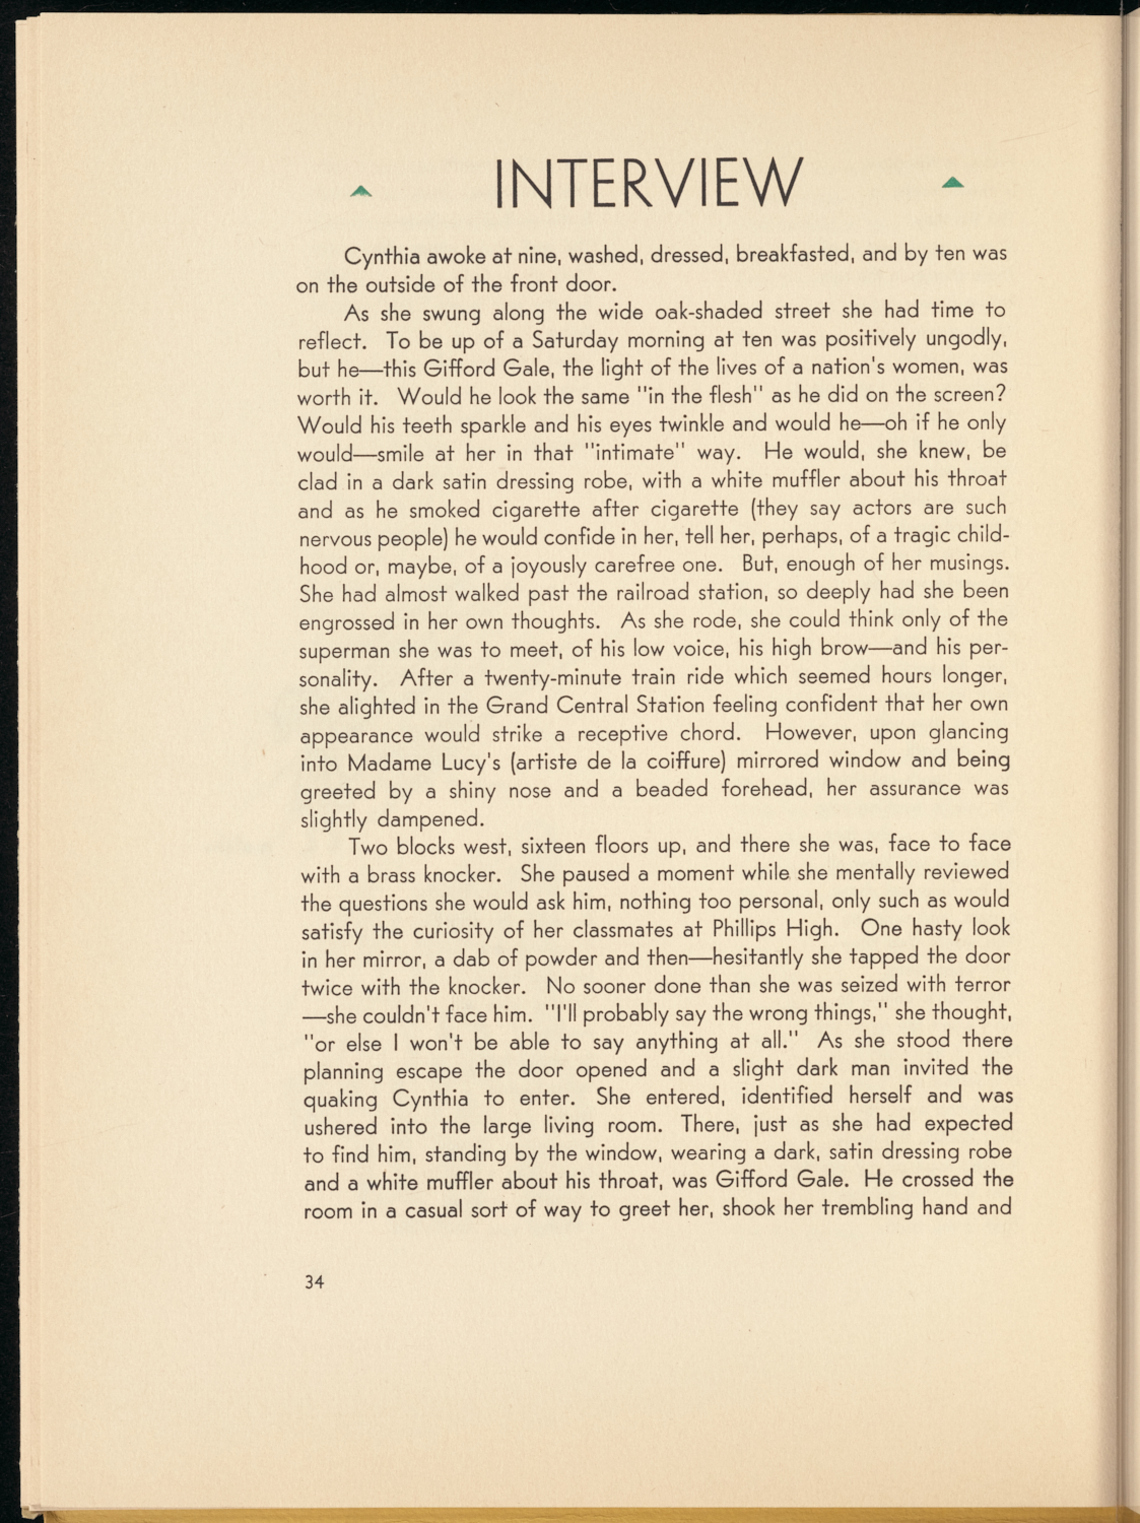 INTERVIEW
Cynthia awoke at nine, washed, dressed, breakfasted, and by ten was
on the outside of the front door.
As she swung along the wide oak-shaded street she had time to
reflect. To be up of a Saturday morning at ten was positively ungodly,
but he—this Gifford Gale, the light of the lives of a nation's women, was
worth it. Would he look the same "in the flesh" as he did on the screen?
Would his teeth sparkle and his eyes twinkle and would he—oh if he only
would—smile at her in that "intimate" way. He would, she knew, be
clad in a dark satin dressing robe, with a white muffler about his throat
and as he smoked cigarette after cigarette (they say actors are such
nervous people) he would confide in her, tell her, perhaps, of a tragic child-
hood or, maybe, of a joyously carefree one. But, enough of her musings.
She had almost walked past the railroad station, so deeply had she been
engrossed in her own thoughts. As she rode, she could think only of the
superman she was to meet, of his low voice, his high brow—and his per-
sonality. After a twenty-minute train ride which seemed hours longer,
she alighted in the Grand Central Station feeling confident that her own
appearance would strike a receptive chord. However, upon glancing
into Madame Lucy's (artiste de la coiffure) mirrored window and being
greeted by a shiny nose and a beaded forehead, her assurance was
slightly dampened.
Two blocks west, sixteen floors up, and there she was, face to face
with a brass knocker. She paused a moment while she mentally reviewed
the questions she would ask him, nothing too personal, only such as would
satisfy the curiosity of her classmates at Phillips High. One hasty look
in her mirror, a dab of powder and then—hesitantly she tapped the door
twice with the knocker. No sooner done than she was seized with terror
—she couldn't face him. "I'll probably say the wrong things," she thought,
"or else I won't be able to say anything at all." As she stood there
planning escape the door opened and a slight dark man invited the
quaking Cynthia to enter. She entered, identified herself and was
ushered into the large living room. There, just as she had expected
to find him, standing by the window, wearing a dark, satin dressing robe
and a white muffler about his throat, was Gifford Gale. He crossed the
room in a casual sort of way to greet her, shook her trembling hand and
34